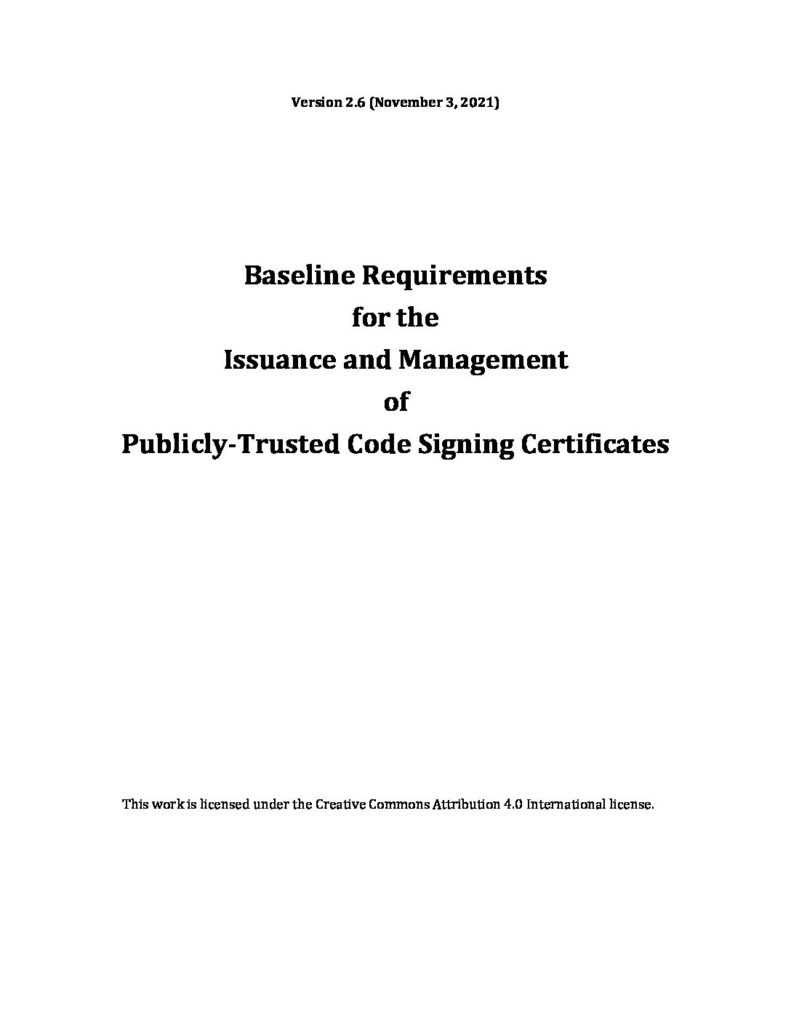 Version 2.6 (November 3, 2021)
Baseline Requirements
for the
Issuance and Management
of
Publicly-Trusted Code Signing Certificates
This work is licensed under the Creative Commons Attribution 4.0 International license.